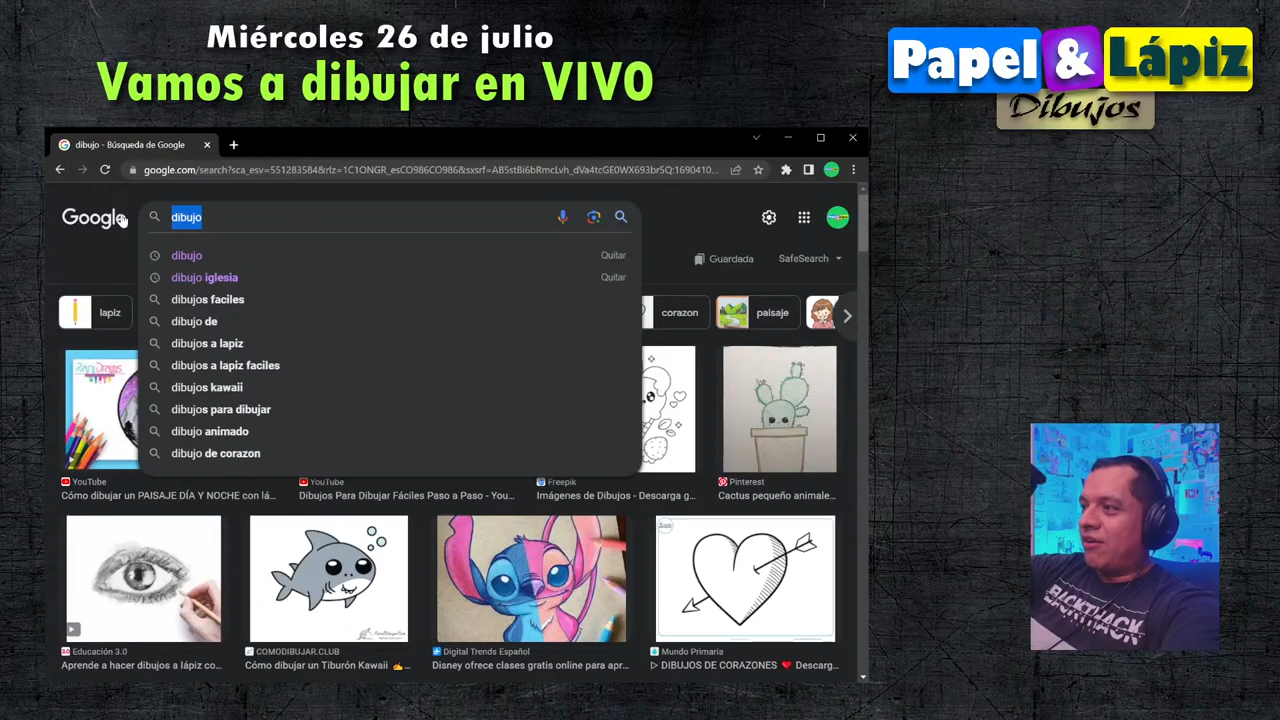 Miércoles 26 de julio
Vamos a dibujar en VIVO
Papel & Lápiz
Dibujos
dibujo - Búsqueda de Google
google.com/search?sca_esv=551283584&rlz=1C1ONGR_esCO986CO986&sxsrf=AB5stBi6bRmcLvh_dVa4tcGE0WX693br5Q:1690410...
Google
dibujo
dibujo Quitar
dibujo iglesia Quitar
dibujos faciles
dibujo de
dibujos a lapiz
dibujos a lapiz faciles
dibujos kawaii
dibujos para dibujar
dibujo animado
dibujo de corazon
Guardada
SafeSearch
lapiz
corazon
paisaje
YouTube
Cómo dibujar un PAISAJE DÍA Y NOCHE con lá...
YouTube
Dibujos Para Dibujar Fáciles Paso a Paso - You...
Freepik
Imágenes de Dibujos - Descarga g...
Pinterest
Cactus pequeño animale...
Educación 3.0
Aprende a hacer dibujos a lápiz co...
COMODIBUJAR.CLUB
Cómo dibujar un Tiburón Kawaii
Digital Trends Español
Disney ofrece clases gratis online para apr...
Mundo Primaria
DIBUJOS DE CORAZONES ❤️ Descarg...
BACKTRACK